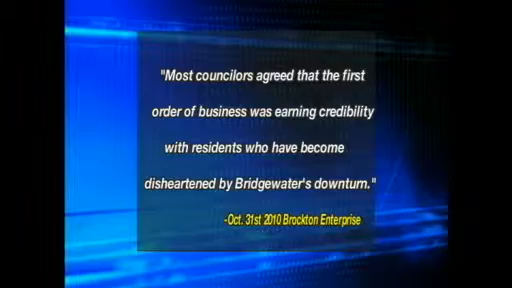 "Most councilors agreed that the first
order of business was earning credibility
with residents who have become
disheartened by Bridgewater's downturn."
-Oct. 31st 2010 Brockton Enterprise